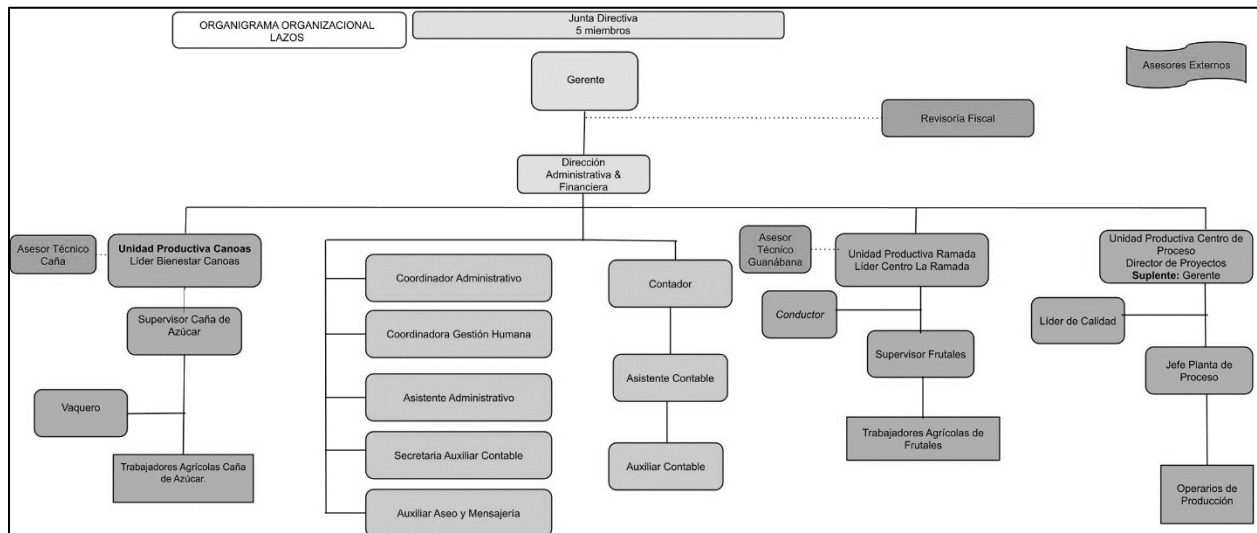 ORGANIGRAMA ORGANIZACIONAL
LAZOS
Junta Directiva
5 miembros
Gerente
Asesores Externos
Revisoría Fiscal
Dirección
Administrativa &
Financiera
Asesor Técnico
Caña
Unidad Productiva Canoas
Líder Bienestar Canoas
Supervisor Caña de
Azúcar
Vaquero
Trabajadores Agrícolas Caña
de Azúcar.
Coordinador Administrativo
Coordinadora Gestión Humana
Asistente Administrativo
Secretaria Auxiliar Contable
Auxiliar Aseo y Mensajería
Contador
Asistente Contable
Auxiliar Contable
Asesor
Técnico
Guanábana
Unidad Productiva Ramada
Líder Centro La Ramada
Conductor
Supervisor Frutales
Trabajadores Agrícolas de
Frutales
Unidad Productiva Centro de
Proceso
Director de Proyectos
Suplente: Gerente
Líder de Calidad
Jefe Planta de
Proceso
Operarios de
Producción